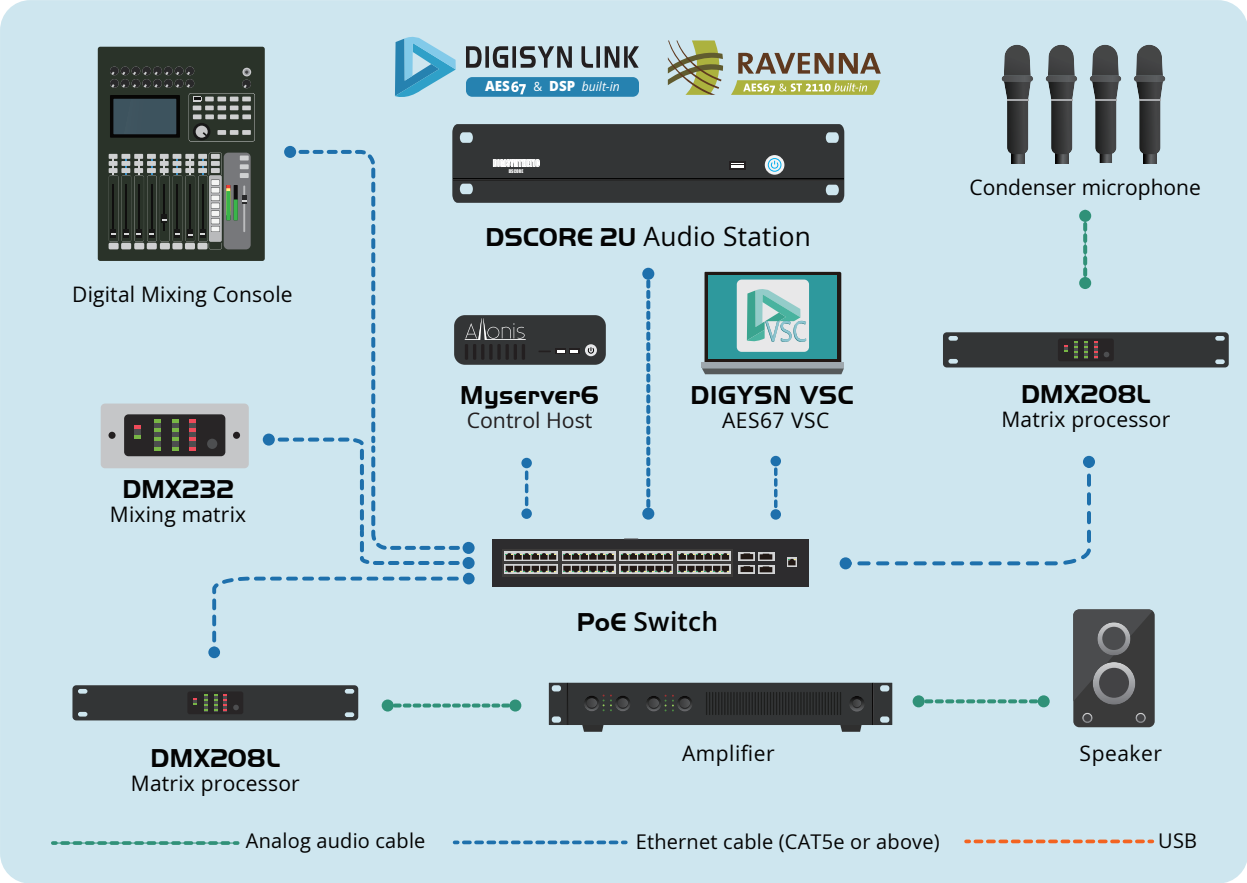 DIGISYN LINK
AES67 & DSP built-in
RAVENNA
AES67 & ST 2110 built-in
DSCORE
DSCORE 2U Audio Station
Condenser microphone
Digital Mixing Console
Allonis
Myserver6
Control Host
VSC
DIGYSN VSC
AES67 VSC
DMX208L
Matrix processor
DMX232
Mixing matrix
PoE Switch
DMX208L
Matrix processor
Amplifier
Speaker
Analog audio cable
Ethernet cable (CAT5e or above)
USB